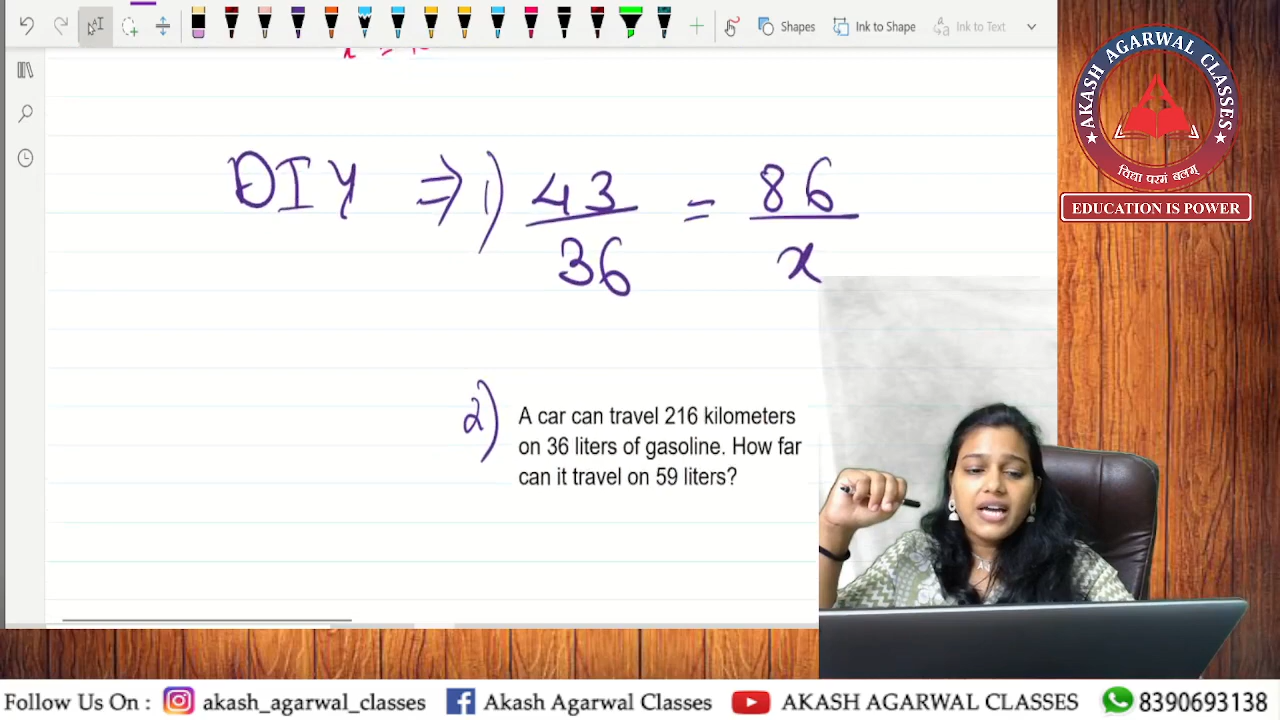 Shapes
Ink to Shape
Ink to Text
DIY ⇒ 1) 43/36 = 86/x
2) A car can travel 216 kilometers
on 36 liters of gasoline. How far
can it travel on 59 liters?
AKASH AGARWAL CLASSES
विद्या परमं बलम्
EDUCATION IS POWER
Follow Us On : akash_agarwal_classes Akash Agarwal Classes AKASH AGARWAL CLASSES 8390693138